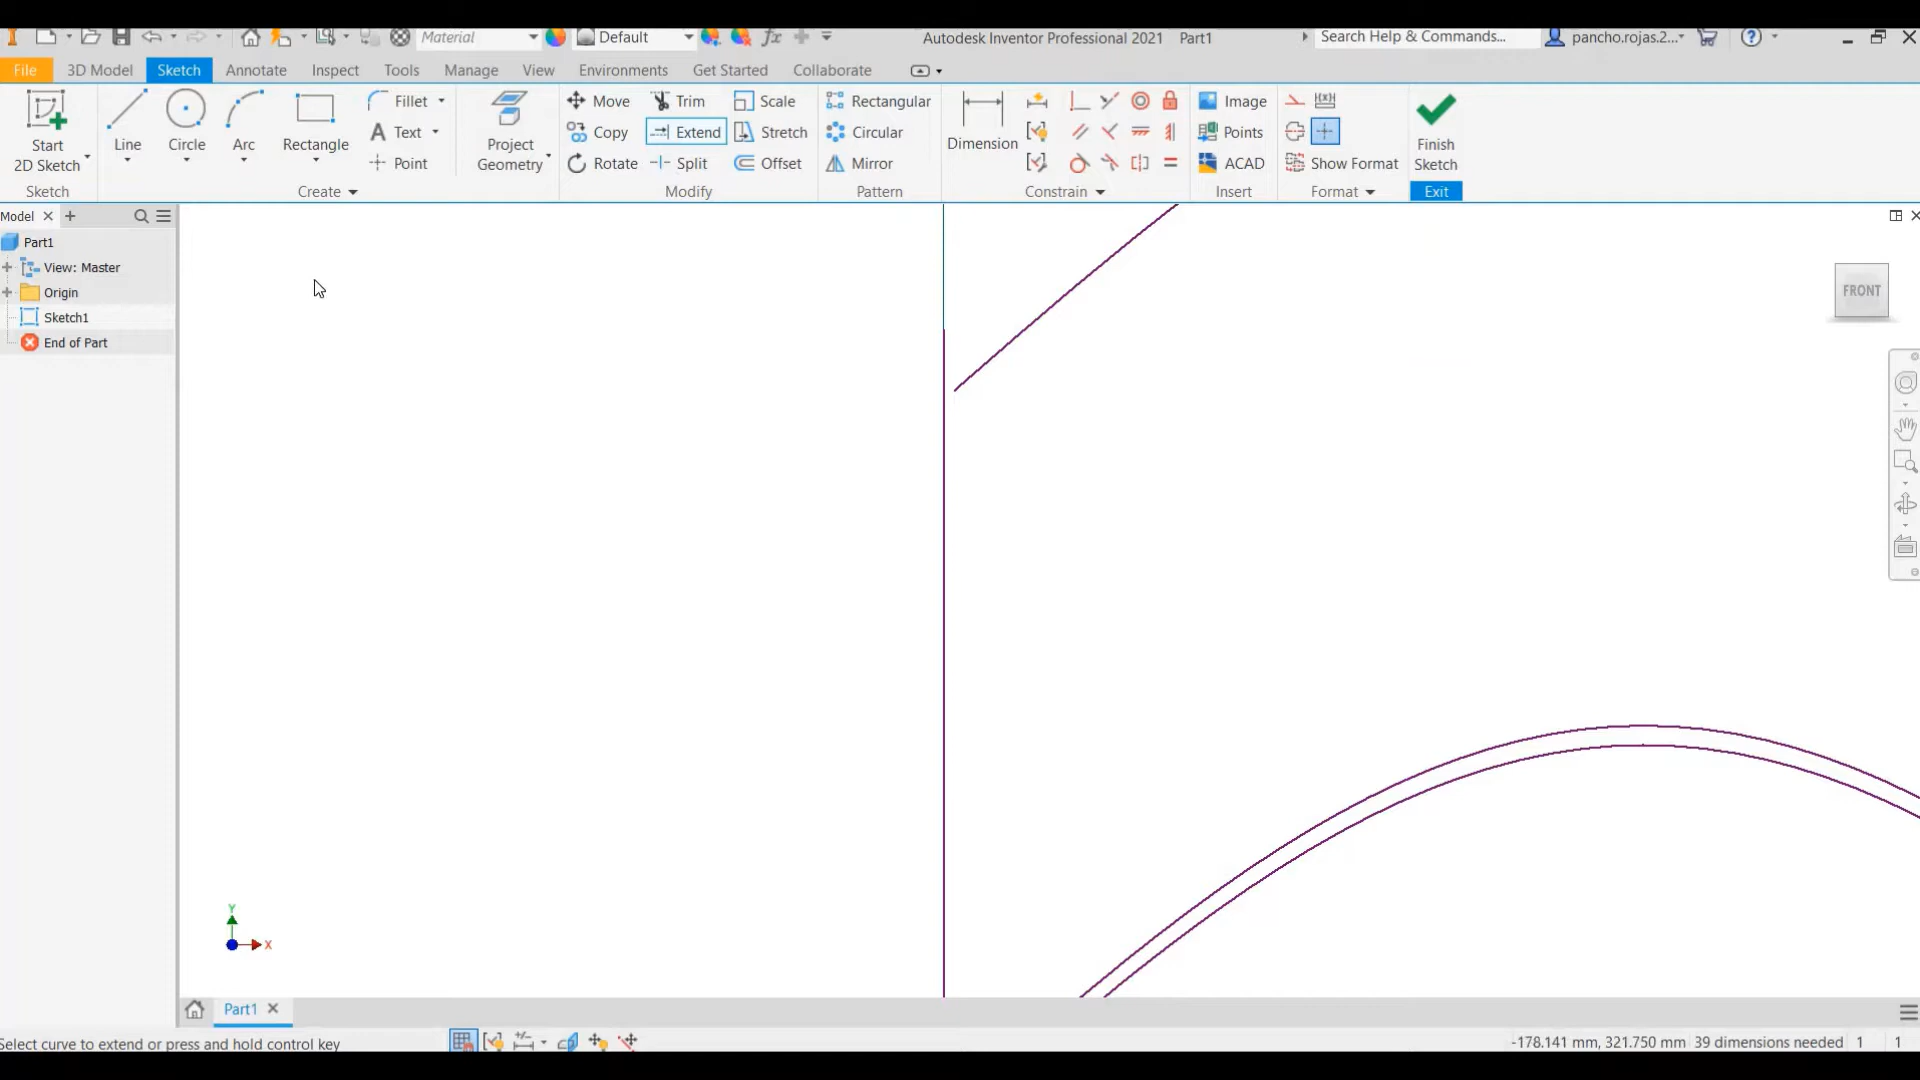 Material Default fx Autodesk Inventor Professional 2021 Part1 Search Help & Commands... pancho.rojas.2...
File 3D Model Sketch Annotate Inspect Tools Manage View Environments Get Started Collaborate
Start 2D Sketch
Line Circle Arc Rectangle
Fillet
Text
Point
Project Geometry
Move Trim Scale
Copy Extend Stretch
Rotate Split Offset
Rectangular
Circular
Mirror
Dimension
Image
Points
ACAD
Show Format
Finish Sketch
Sketch Create Modify Pattern Constrain Insert Format Exit
Model
Part1
View: Master
Origin
Sketch1
End of Part
FRONT
Y
X
Part1
Select curve to extend or press and hold control key
-178.141 mm, 321.750 mm 39 dimensions needed 1 1